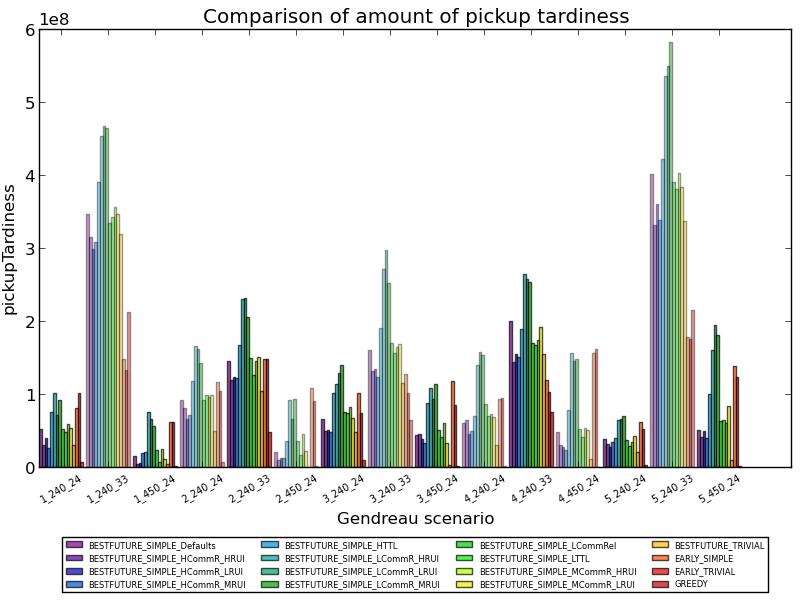 Comparison of amount of pickup tardiness
1e8
6
5
4
3
2
1
0
pickupTardiness
1_240_24
1_240_33
1_450_24
2_240_24
2_240_33
2_450_24
3_240_24
3_240_33
3_450_24
4_240_24
4_240_33
4_450_24
5_240_24
5_240_33
5_450_24
Gendreau scenario
BESTFUTURE_SIMPLE_Defaults
BESTFUTURE_SIMPLE_HCommR_HRUI
BESTFUTURE_SIMPLE_HCommR_LRUI
BESTFUTURE_SIMPLE_HCommR_MRUI
BESTFUTURE_SIMPLE_HTTL
BESTFUTURE_SIMPLE_LCommR_HRUI
BESTFUTURE_SIMPLE_LCommR_LRUI
BESTFUTURE_SIMPLE_LCommR_MRUI
BESTFUTURE_SIMPLE_LCommRel
BESTFUTURE_SIMPLE_LTTL
BESTFUTURE_SIMPLE_MCommR_HRUI
BESTFUTURE_SIMPLE_MCommR_LRUI
BESTFUTURE_TRIVIAL
EARLY_SIMPLE
EARLY_TRIVIAL
GREEDY